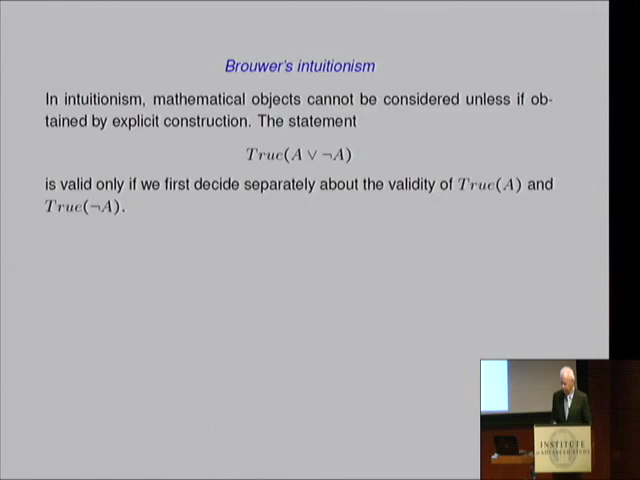 Brouwer's intuitionism
In intuitionism, mathematical objects cannot be considered unless if ob-
tained by explicit construction. The statement
True(A ∨ ¬A)
is valid only if we first decide separately about the validity of True(A) and
True(¬A).
INSTITUTE
for ADVANCED STUDY